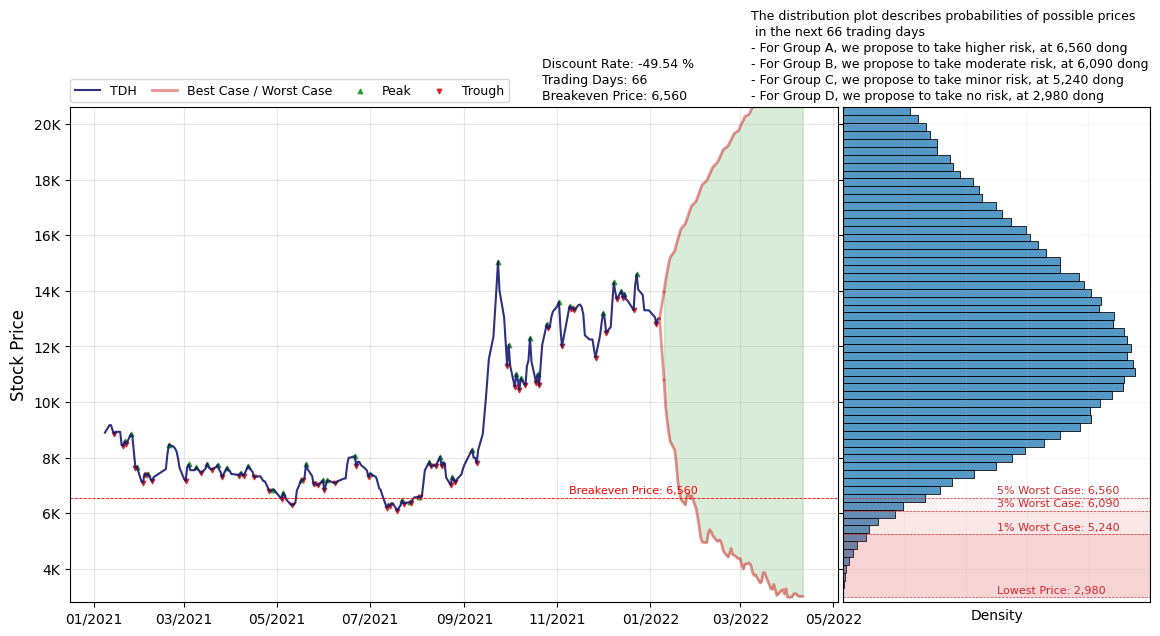 The distribution plot describes probabilities of possible prices
in the next 66 trading days
- For Group A, we propose to take higher risk, at 6,560 dong
- For Group B, we propose to take moderate risk, at 6,090 dong
- For Group C, we propose to take minor risk, at 5,240 dong
- For Group D, we propose to take no risk, at 2,980 dong
Discount Rate: -49.54 %
Trading Days: 66
Breakeven Price: 6,560
TDH
Best Case / Worst Case
Peak
Trough
Stock Price
20K
18K
16K
14K
12K
10K
8K
6K
4K
Breakeven Price: 6,560
5% Worst Case: 6,560
3% Worst Case: 6,090
1% Worst Case: 5,240
Lowest Price: 2,980
01/2021
03/2021
05/2021
07/2021
09/2021
11/2021
01/2022
03/2022
05/2022
Density